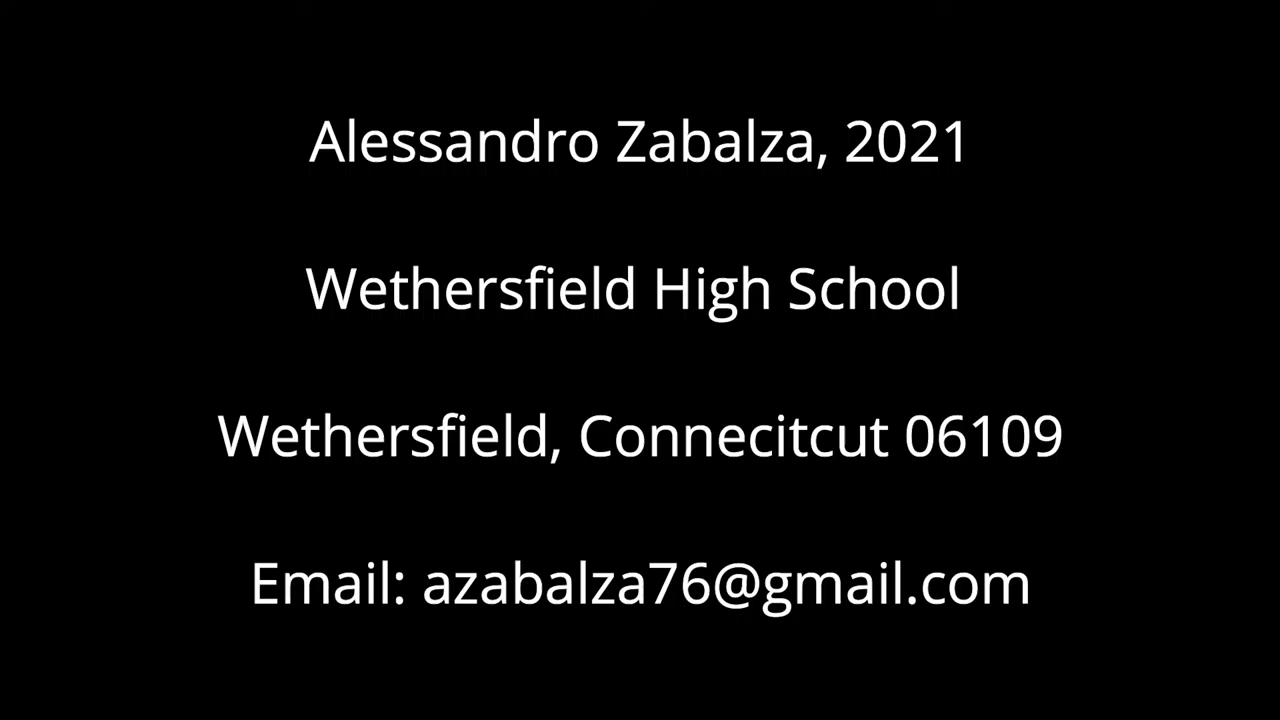 Alessandro Zabalza, 2021
Wethersfield High School
Wethersfield, Connecitcut 06109
Email: azabalza76@gmail.com